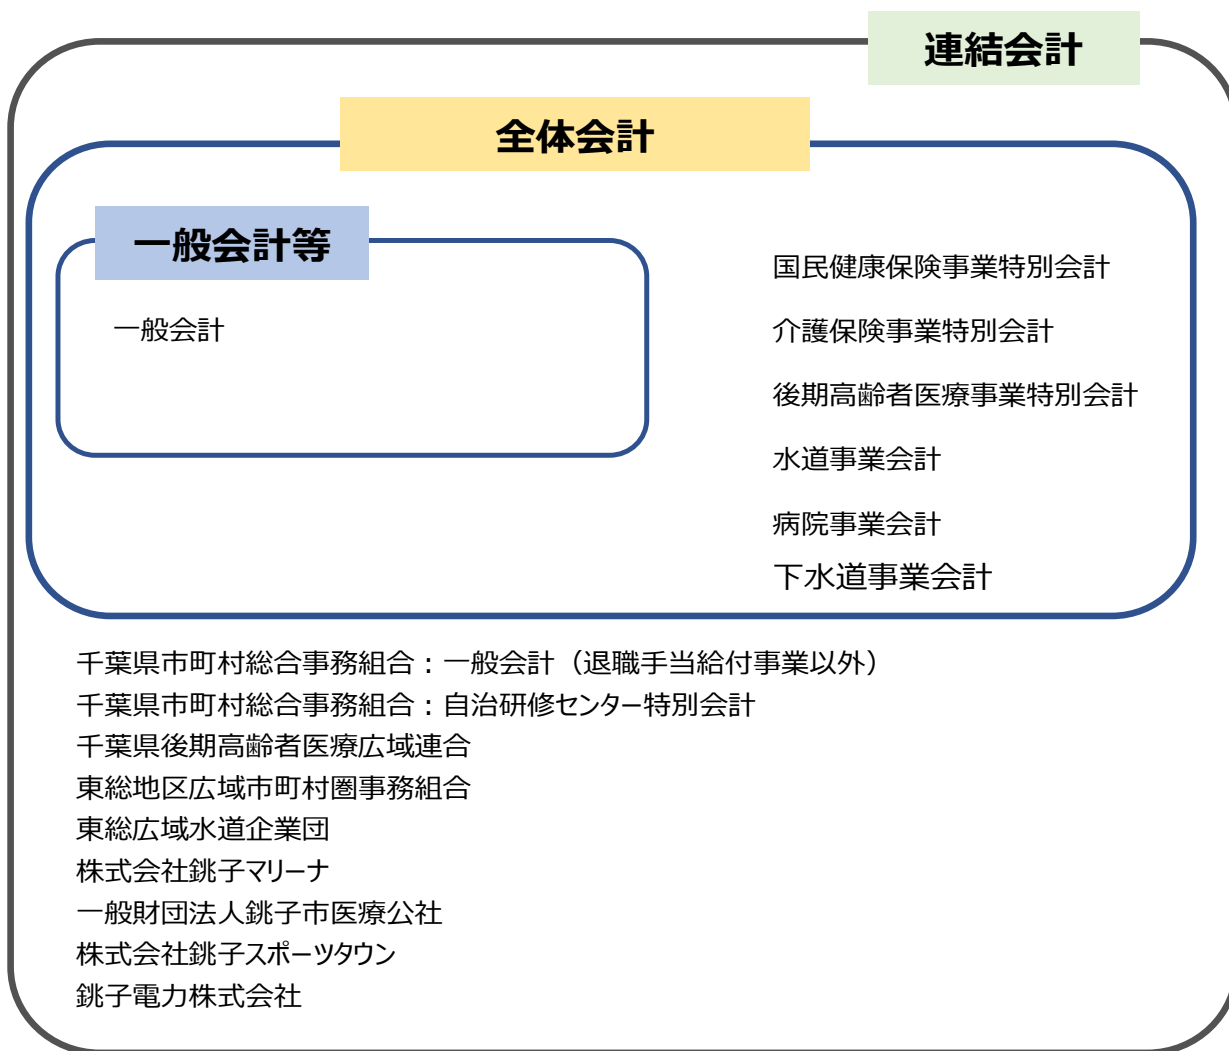 連結会計
全体会計
一般会計等
一般会計
国民健康保険事業特別会計
介護保険事業特別会計
後期高齢者医療事業特別会計
水道事業会計
病院事業会計
下水道事業会計
千葉県市町村総合事務組合：一般会計（退職手当給付事業以外）
千葉県市町村総合事務組合：自治研修センター特別会計
千葉県後期高齢者医療広域連合
東総地区広域市町村圏事務組合
東総広域水道企業団
株式会社銚子マリーナ
一般財団法人銚子市医療公社
株式会社銚子スポーツタウン
銚子電力株式会社